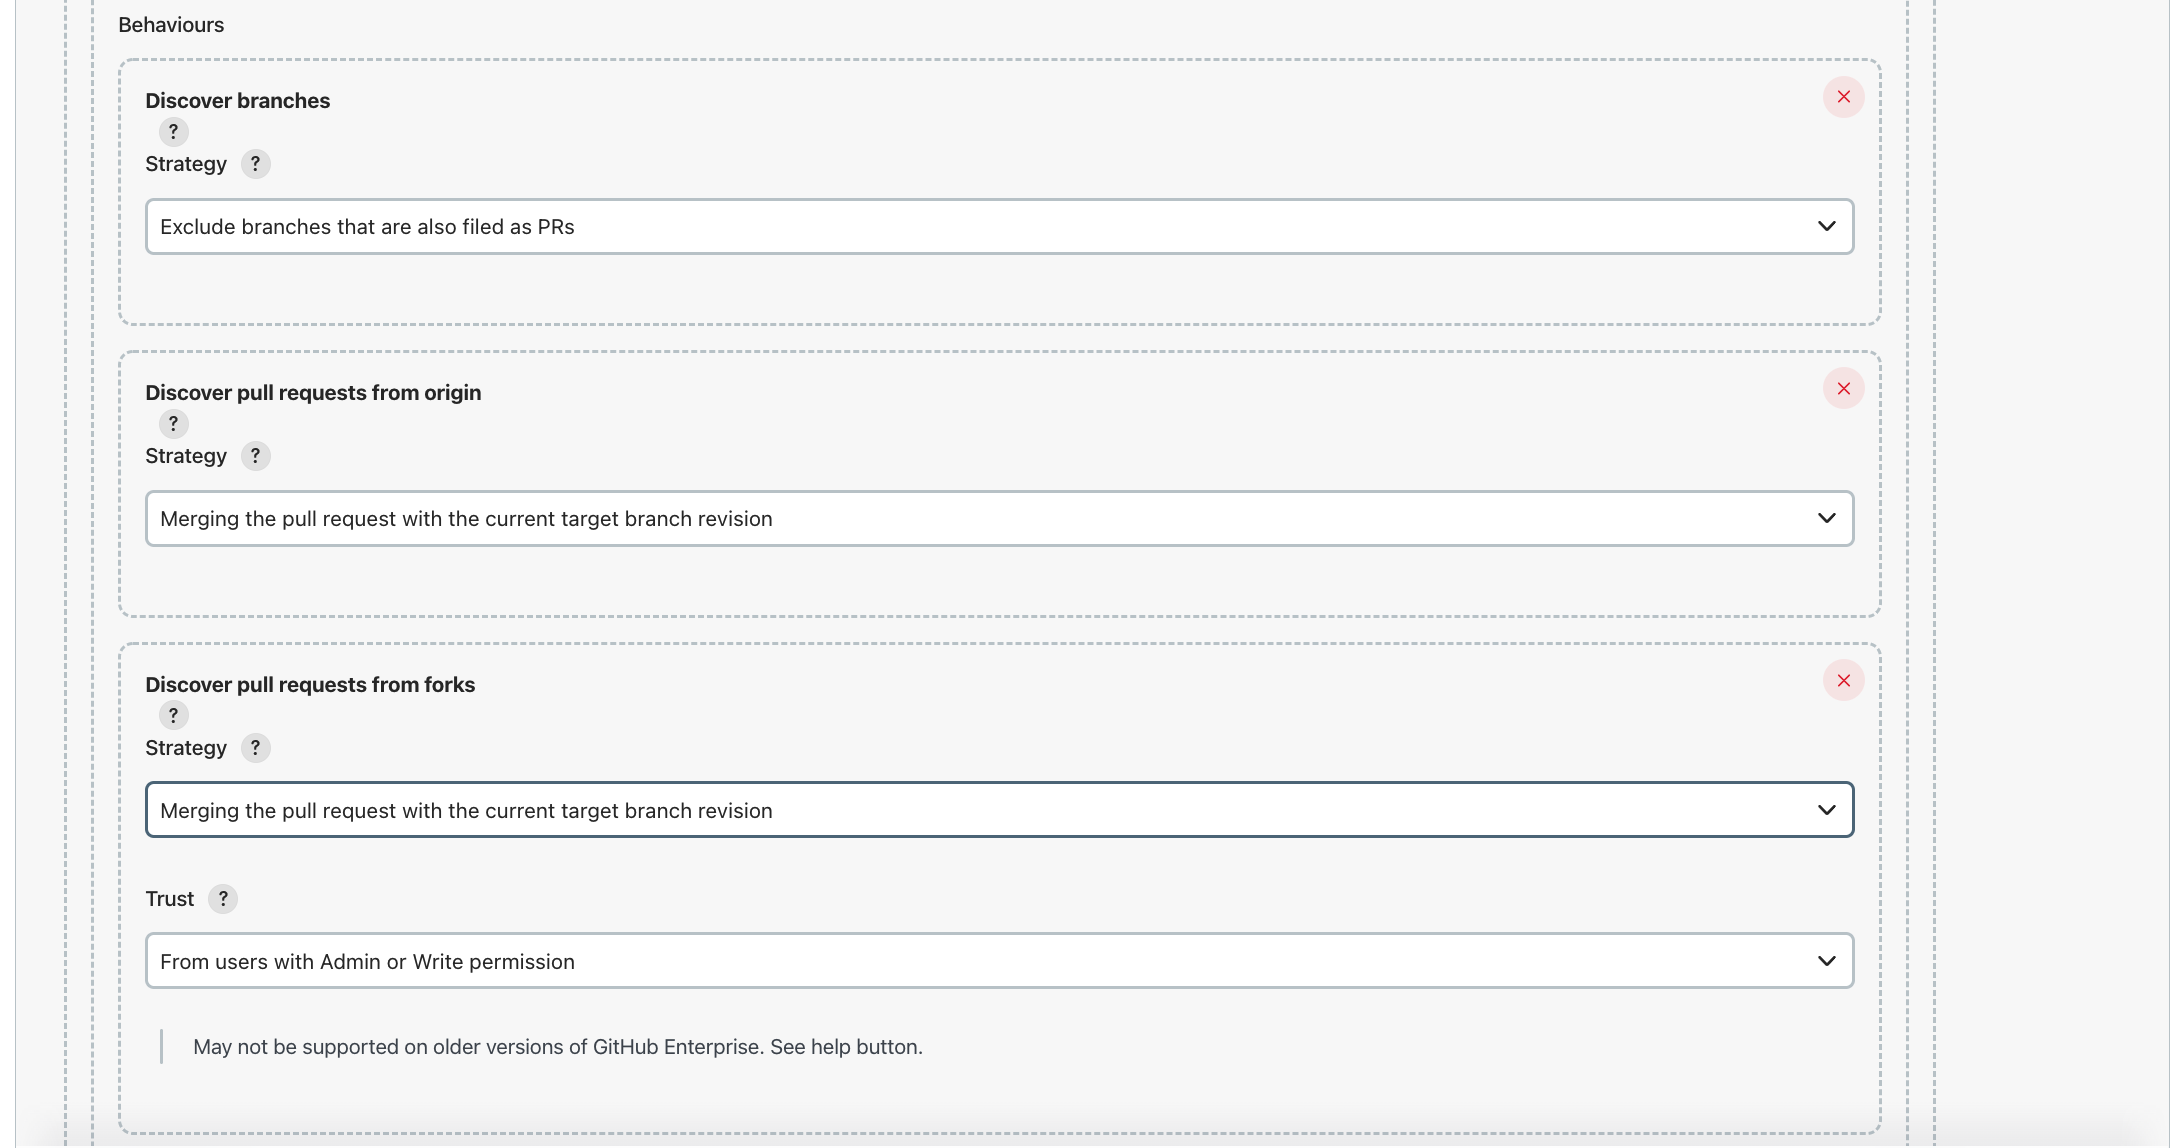 Behaviours
Discover branches
?
Strategy ?
Exclude branches that are also filed as PRs
Discover pull requests from origin
?
Strategy ?
Merging the pull request with the current target branch revision
Discover pull requests from forks
?
Strategy ?
Merging the pull request with the current target branch revision
Trust ?
From users with Admin or Write permission
May not be supported on older versions of GitHub Enterprise. See help button.